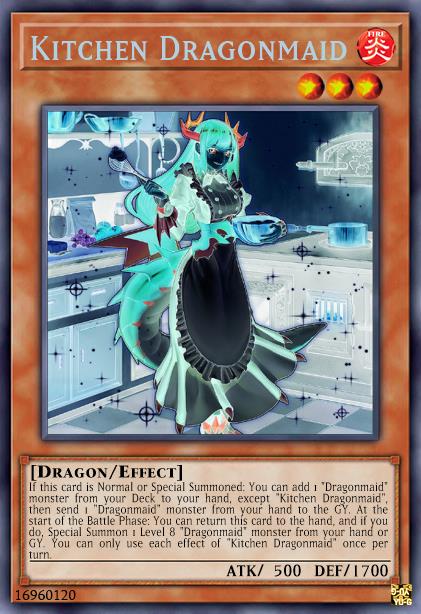 KITCHEN DRAGONMAID
FIRE
炎
[DRAGON/EFFECT]
If this card is Normal or Special Summoned: You can add 1 "Dragonmaid"
monster from your Deck to your hand, except "Kitchen Dragonmaid",
then send 1 "Dragonmaid" monster from your hand to the GY. At the
start of the Battle Phase: You can return this card to the hand, and if you
do, Special Summon 1 Level 8 "Dragonmaid" monster from your hand or
GY. You can only use each effect of "Kitchen Dragonmaid" once per
turn.
ATK/ 500 DEF/1700
16960120